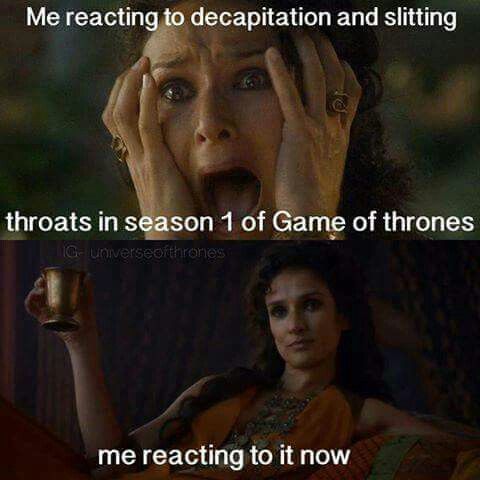 Me reacting to decapitation and slitting
throats in season 1 of Game of thrones
IG- universeofthrones
me reacting to it now